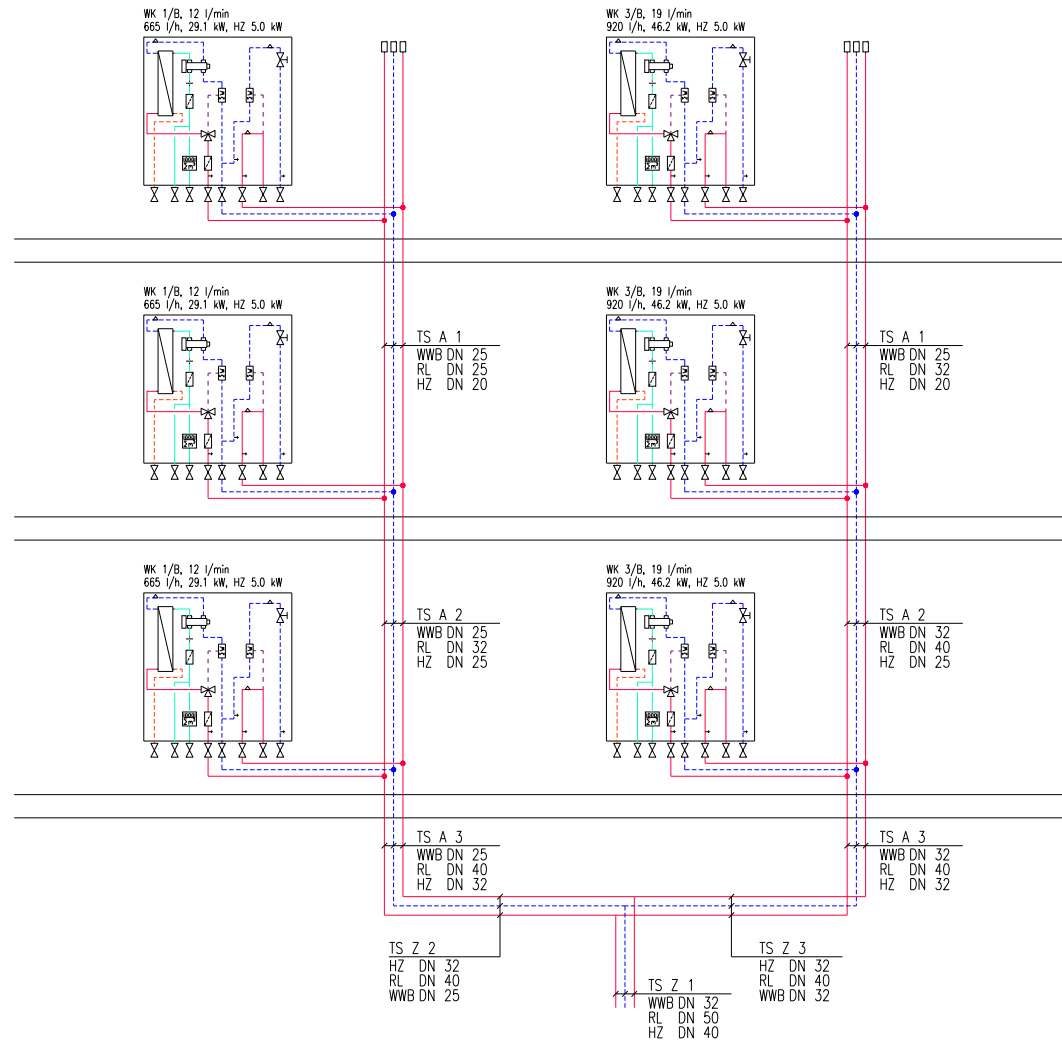 WK 1/B, 12 l/min
665 l/h, 29.1 kW, HZ 5.0 kW
WK 3/B, 19 l/min
920 l/h, 46.2 kW, HZ 5.0 kW
WK 1/B, 12 l/min
665 l/h, 29.1 kW, HZ 5.0 kW
WK 3/B, 19 l/min
920 l/h, 46.2 kW, HZ 5.0 kW
TS A 1
WWB DN 25
RL DN 25
HZ DN 20
TS A 1
WWB DN 25
RL DN 32
HZ DN 20
WK 1/B, 12 l/min
665 l/h, 29.1 kW, HZ 5.0 kW
WK 3/B, 19 l/min
920 l/h, 46.2 kW, HZ 5.0 kW
TS A 2
WWB DN 25
RL DN 32
HZ DN 25
TS A 2
WWB DN 32
RL DN 40
HZ DN 25
TS A 3
WWB DN 25
RL DN 40
HZ DN 32
TS A 3
WWB DN 32
RL DN 40
HZ DN 32
TS Z 2
HZ DN 32
RL DN 40
WWB DN 25
TS Z 3
HZ DN 32
RL DN 40
WWB DN 32
TS Z 1
WWB DN 32
RL DN 50
HZ DN 40